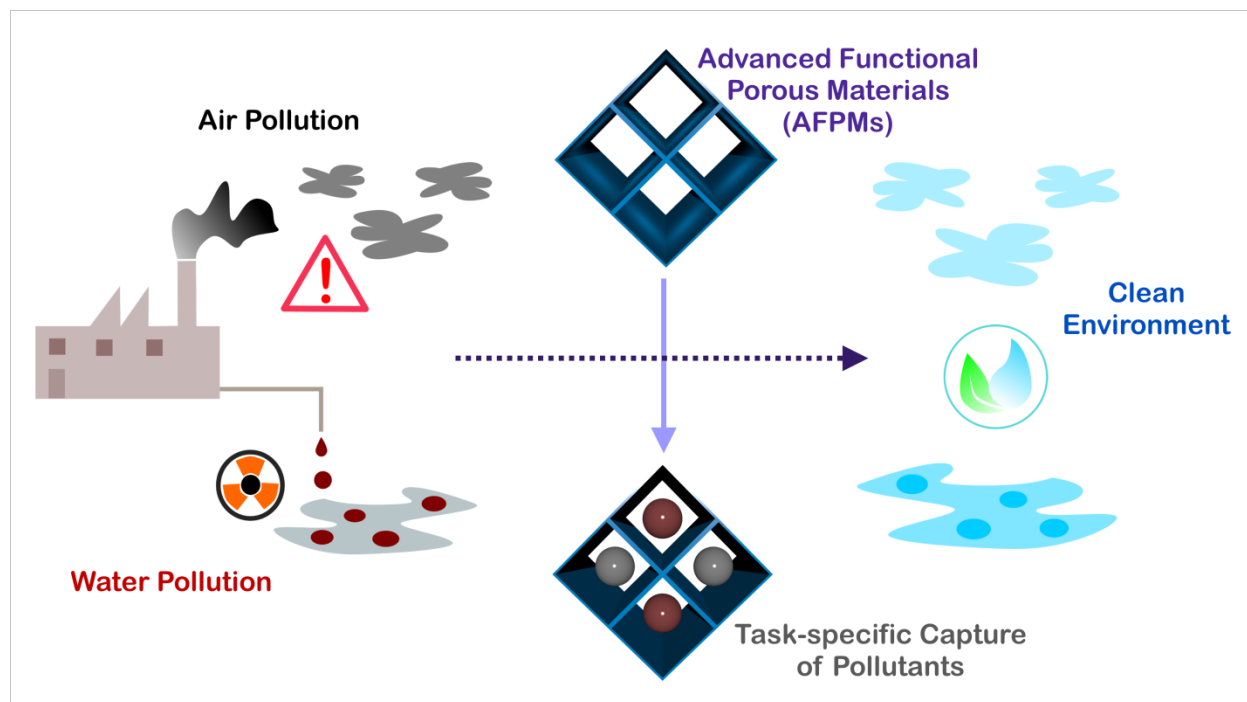 Advanced Functional
Porous Materials
(AFPMs)
Air Pollution
Clean
Environment
Water Pollution
Task-specific Capture
of Pollutants